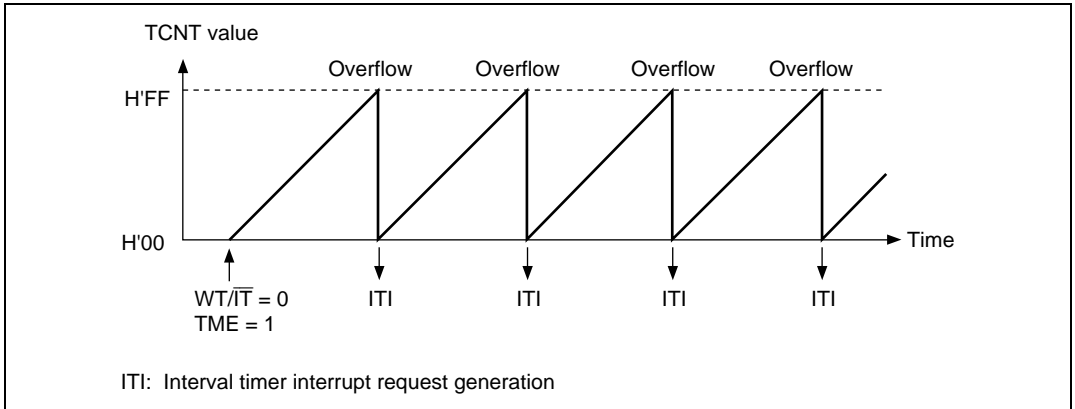 TCNT value
Overflow Overflow Overflow Overflow
H'FF
H'00
Time
WT/I̅T̅ = 0
TME = 1
ITI ITI ITI ITI
ITI: Interval timer interrupt request generation